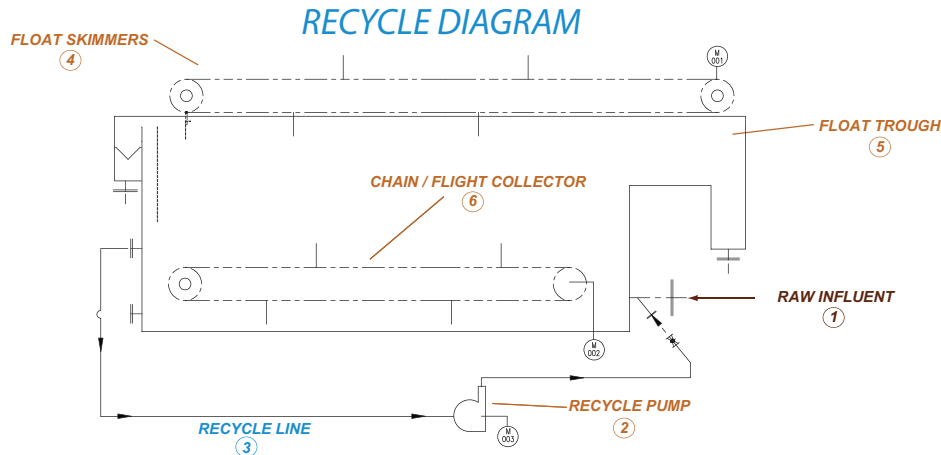 RECYCLE DIAGRAM
FLOAT SKIMMERS
4
M
001
FLOAT TROUGH
5
CHAIN / FLIGHT COLLECTOR
6
RAW INFLUENT
1
M
002
RECYCLE PUMP
2
M
003
RECYCLE LINE
3